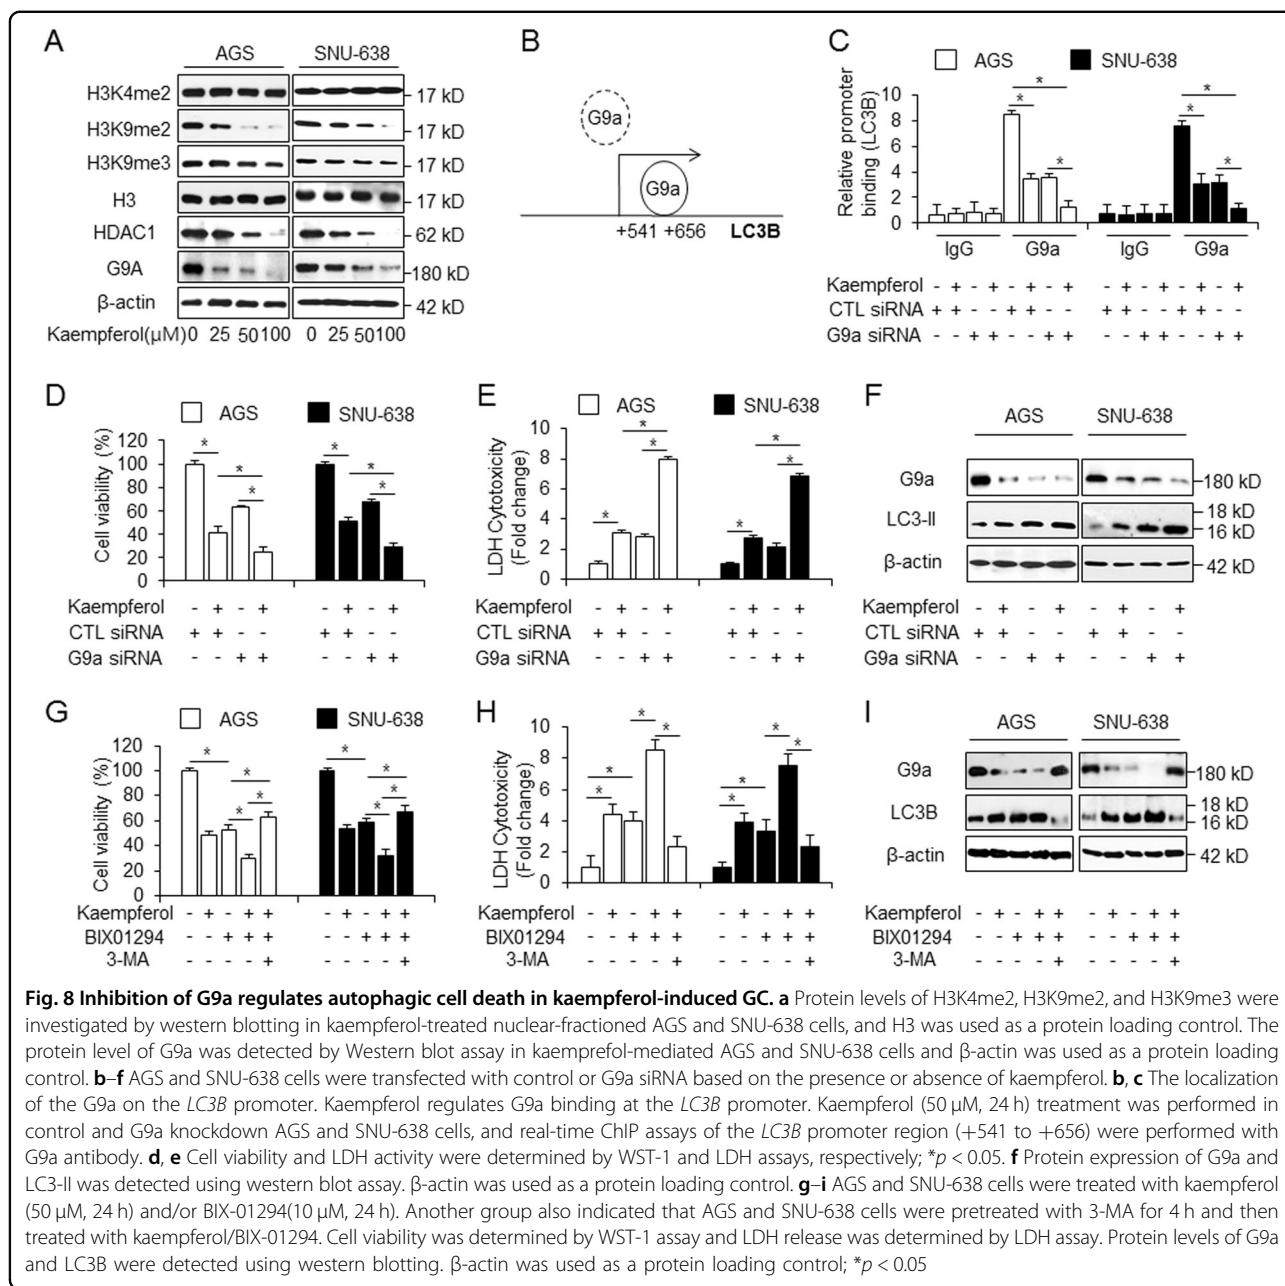 A
AGS SNU-638
H3K4me2 17 kD
H3K9me2 17 kD
H3K9me3 17 kD
H3 17 kD
HDAC1 62 kD
G9A 180 kD
β-actin 42 kD
Kaempferol(μM) 0 25 50 100 0 25 50 100
B
G9a
G9a
+541 +656 LC3B
C
AGS SNU-638
Relative promoter
binding (LC3B)
10
8
6
4
2
0
* * * * * *
IgG G9a IgG G9a
Kaempferol - + - + - + - + - + - + - + - +
CTL siRNA + + - - + + - - + + - - + + - -
G9a siRNA - - + + - - + + - - + + - - + +
D
AGS SNU-638
Cell viability (%)
120
100
80
60
40
20
0
* * * * * *
Kaempferol - + - + - + - +
CTL siRNA + + - - + + - -
G9a siRNA - - + + - - + +
E
AGS SNU-638
LDH Cytotoxicity
(Fold change)
10
8
6
4
2
0
* * * * * *
Kaempferol - + - + - + - +
CTL siRNA + + - - + + - -
G9a siRNA - - + + - - + +
F
AGS SNU-638
G9a 180 kD
LC3-II 18 kD
16 kD
β-actin 42 kD
Kaempferol - + - + - + - +
CTL siRNA + + - - + + - -
G9a siRNA - - + + - - + +
G
AGS SNU-638
Cell viability (%)
120
100
80
60
40
20
0
* * * * * * * *
Kaempferol - + - + + - + - + +
BIX01294 - - + + + - - + + +
3-MA - - - - + - - - - +
H
AGS SNU-638
LDH Cytotoxicity
(Fold change)
10
8
6
4
2
0
* * * * * * * *
Kaempferol - + - + + - + - + +
BIX01294 - - + + + - - + + +
3-MA - - - - + - - - - +
I
AGS SNU-638
G9a 180 kD
LC3B 18 kD
16 kD
β-actin 42 kD
Kaempferol - + - + + - + - + +
BIX01294 - - + + + - - + + +
3-MA - - - - + - - - - +
Fig. 8 Inhibition of G9a regulates autophagic cell death in kaempferol-induced GC. a Protein levels of H3K4me2, H3K9me2, and H3K9me3 were
investigated by western blotting in kaempferol-treated nuclear-fractioned AGS and SNU-638 cells, and H3 was used as a protein loading control. The
protein level of G9a was detected by Western blot assay in kaemprefol-mediated AGS and SNU-638 cells and β-actin was used as a protein loading
control. b–f AGS and SNU-638 cells were transfected with control or G9a siRNA based on the presence or absence of kaempferol. b, c The localization
of the G9a on the LC3B promoter. Kaempferol regulates G9a binding at the LC3B promoter. Kaempferol (50 μM, 24 h) treatment was performed in
control and G9a knockdown AGS and SNU-638 cells, and real-time ChIP assays of the LC3B promoter region (+541 to +656) were performed with
G9a antibody. d, e Cell viability and LDH activity were determined by WST-1 and LDH assays, respectively; *p < 0.05. f Protein expression of G9a and
LC3-II was detected using western blot assay. β-actin was used as a protein loading control. g–i AGS and SNU-638 cells were treated with kaempferol
(50 μM, 24 h) and/or BIX-01294(10 μM, 24 h). Another group also indicated that AGS and SNU-638 cells were pretreated with 3-MA for 4 h and then
treated with kaempferol/BIX-01294. Cell viability was determined by WST-1 assay and LDH release was determined by LDH assay. Protein levels of G9a
and LC3B were detected using western blotting. β-actin was used as a protein loading control; *p < 0.05